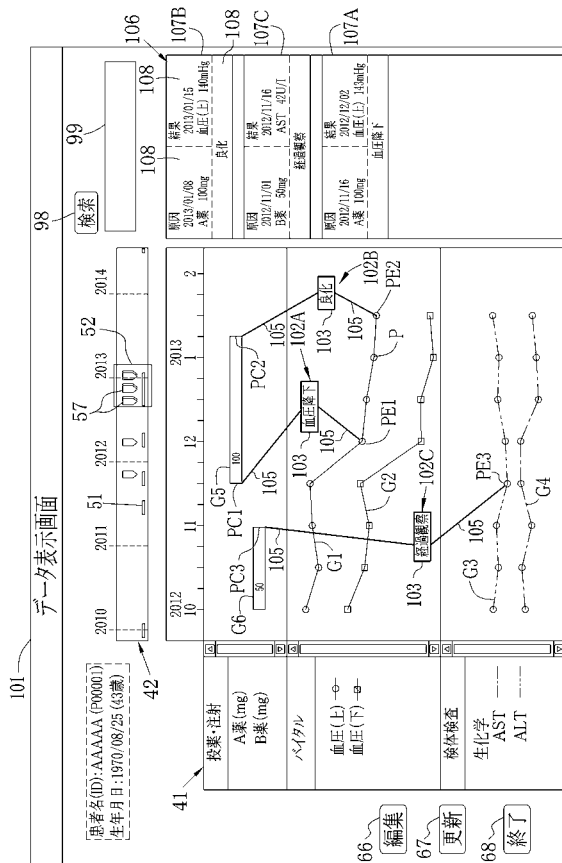 101
データ表示画面
患者名(ID):AAAAA (P00001)
生年月日:1970/08/25 (43歳)
42
2010
2011
51
2012
57
2013
52
2014
98
検索
99
41
投薬・注射
A薬(mg)
B薬(mg)
バイタル
血圧(上)
血圧(下)
検体検査
生化学
AST
ALT
66
編集
67
更新
68
終了
2012
10
11
12
2013
1
2
G6
50
PC3
G5
100
PC1
PC2
105
105
105
105
105
105
102A
103
血圧降下
102B
103
良化
102C
103
経過観察
G1
G2
G3
G4
P
PE1
PE2
PE3
106
107B
108
108
108
原因
2013/01/08
A薬 100mg
結果
2013/01/15
血圧(上) 140mHg
良化
107C
原因
2012/11/01
B薬 50mg
結果
2012/11/16
AST 42U/l
経過観察
107A
原因
2012/11/16
A薬 100mg
結果
2012/12/02
血圧(上) 143mHg
血圧降下